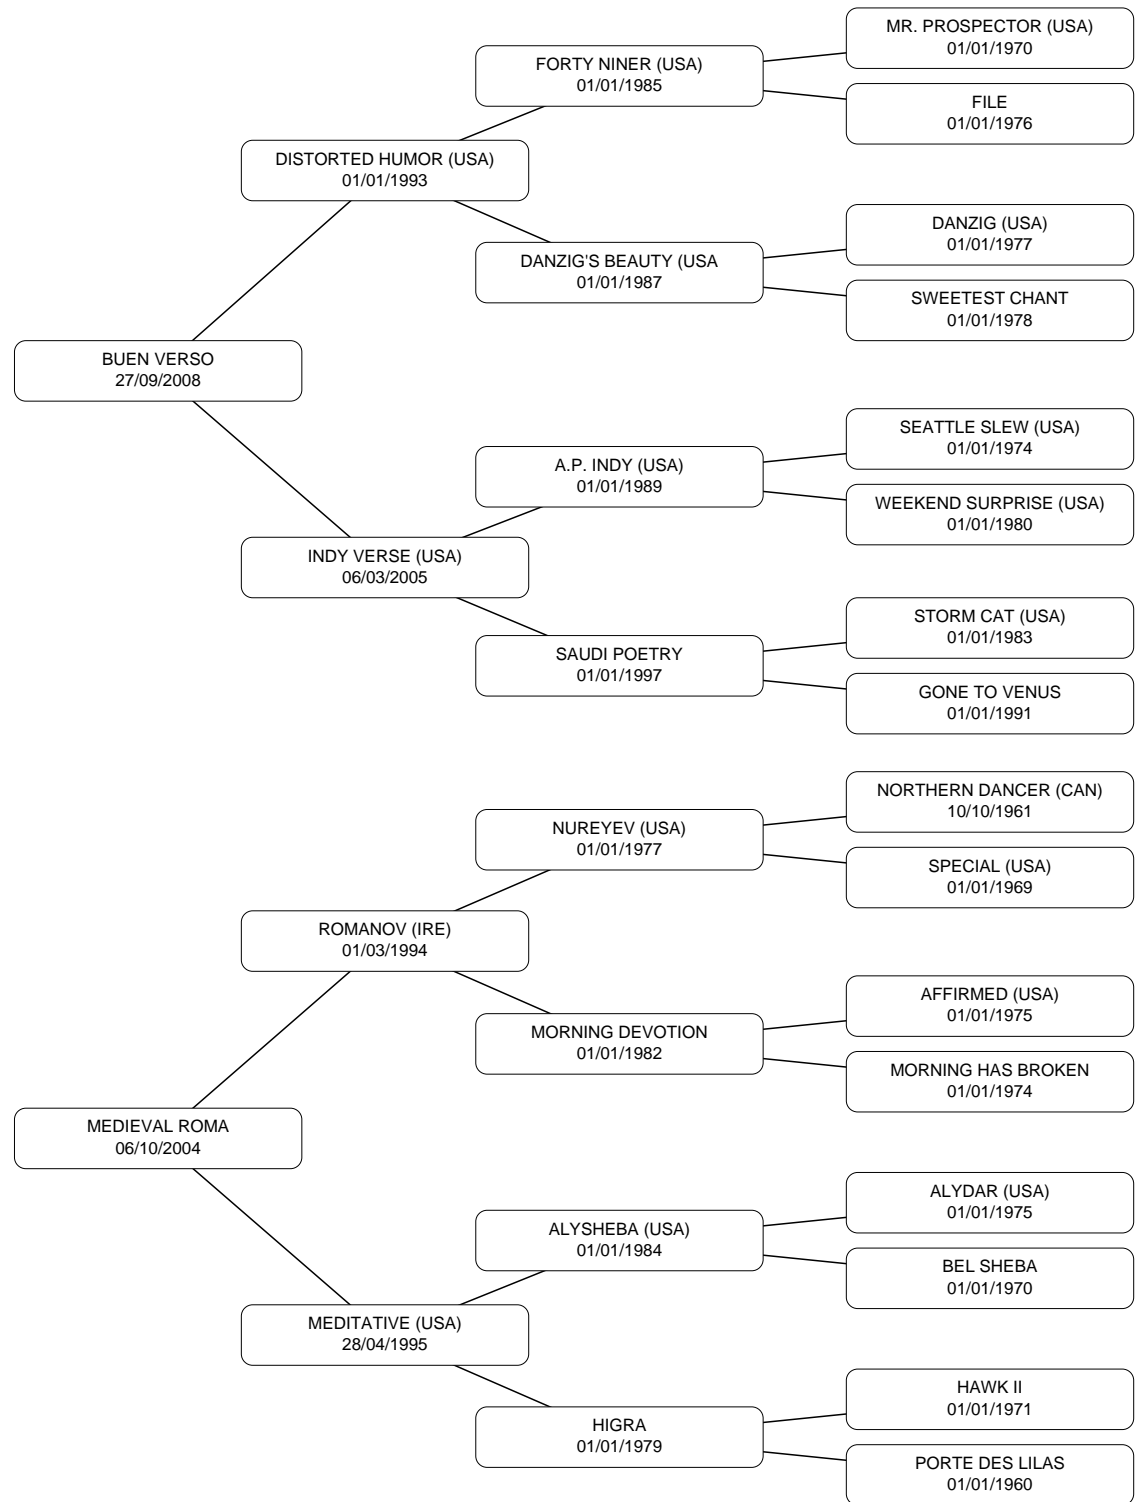 MR. PROSPECTOR (USA)
01/01/1970
FORTY NINER (USA)
01/01/1985
FILE
01/01/1976
DISTORTED HUMOR (USA)
01/01/1993
DANZIG (USA)
01/01/1977
DANZIG'S BEAUTY (USA
01/01/1987
SWEETEST CHANT
01/01/1978
BUEN VERSO
27/09/2008
SEATTLE SLEW (USA)
01/01/1974
A.P. INDY (USA)
01/01/1989
WEEKEND SURPRISE (USA)
01/01/1980
INDY VERSE (USA)
06/03/2005
STORM CAT (USA)
01/01/1983
SAUDI POETRY
01/01/1997
GONE TO VENUS
01/01/1991
NORTHERN DANCER (CAN)
10/10/1961
NUREYEV (USA)
01/01/1977
SPECIAL (USA)
01/01/1969
ROMANOV (IRE)
01/03/1994
AFFIRMED (USA)
01/01/1975
MORNING DEVOTION
01/01/1982
MORNING HAS BROKEN
01/01/1974
MEDIEVAL ROMA
06/10/2004
ALYDAR (USA)
01/01/1975
ALYSHEBA (USA)
01/01/1984
BEL SHEBA
01/01/1970
MEDITATIVE (USA)
28/04/1995
HAWK II
01/01/1971
HIGRA
01/01/1979
PORTE DES LILAS
01/01/1960